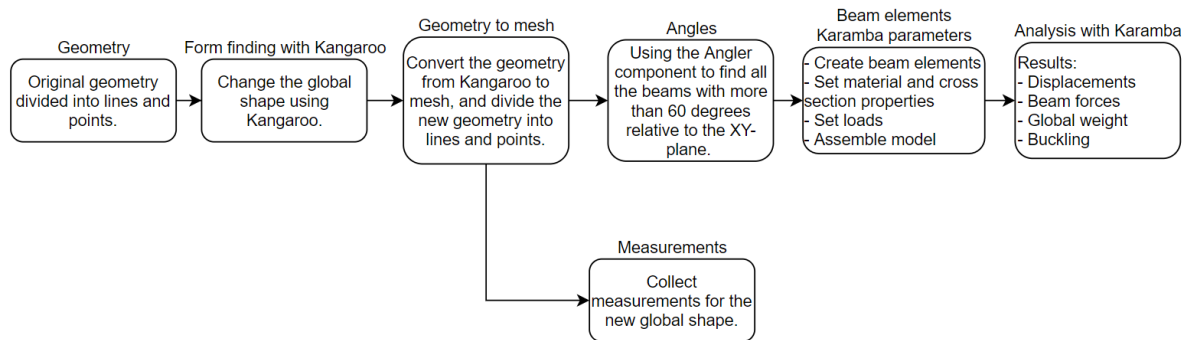 Geometry
Original geometry
divided into lines and
points.
Form finding with Kangaroo
Change the global
shape using
Kangaroo.
Geometry to mesh
Convert the geometry
from Kangaroo to
mesh, and divide the
new geometry into
lines and points.
Angles
Using the Angler
component to find all
the beams with more
than 60 degrees
relative to the XY-
plane.
Beam elements
Karamba parameters
- Create beam elements
- Set material and cross
section properties
- Set loads
- Assemble model
Analysis with Karamba
Results:
- Displacements
- Beam forces
- Global weight
- Buckling
Measurements
Collect
measurements for the
new global shape.